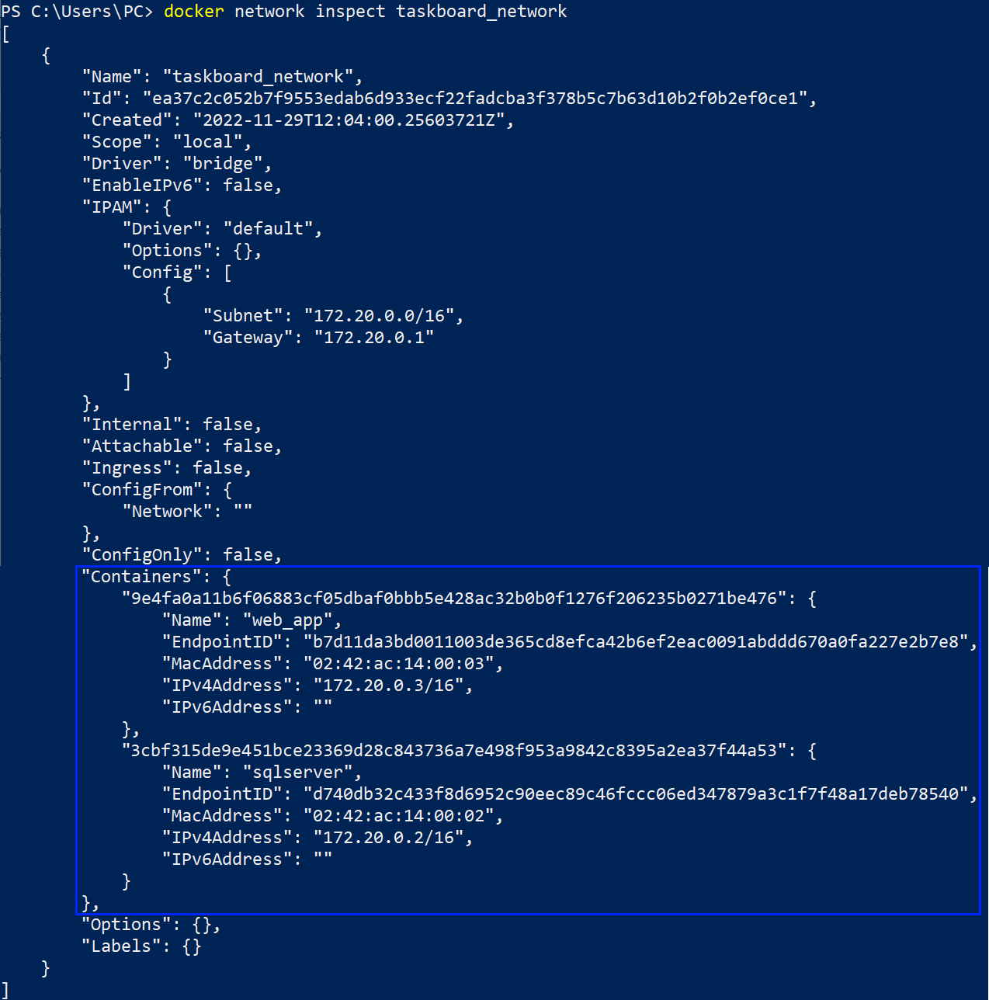 PS C:\Users\PC> docker network inspect taskboard_network
[
    {
        "Name": "taskboard_network",
        "Id": "ea37c2c052b7f9553edab6d933ecf22fadcba3f378b5c7b63d10b2f0b2ef0ce1",
        "Created": "2022-11-29T12:04:00.25603721Z",
        "Scope": "local",
        "Driver": "bridge",
        "EnableIPv6": false,
        "IPAM": {
            "Driver": "default",
            "Options": {},
            "Config": [
                {
                    "Subnet": "172.20.0.0/16",
                    "Gateway": "172.20.0.1"
                }
            ]
        },
        "Internal": false,
        "Attachable": false,
        "Ingress": false,
        "ConfigFrom": {
            "Network": ""
        },
        "ConfigOnly": false,
        "Containers": {
            "9e4fa0a11b6f06883cf05dbaf0bbb5e428ac32b0b0f1276f206235b0271be476": {
                "Name": "web_app",
                "EndpointID": "b7d11da3bd0011003de365cd8efca42b6ef2eac0091abddd670a0fa227e2b7e8",
                "MacAddress": "02:42:ac:14:00:03",
                "IPv4Address": "172.20.0.3/16",
                "IPv6Address": ""
            },
            "3cbf315de9e451bce23369d28c843736a7e498f953a9842c8395a2ea37f44a53": {
                "Name": "sqlserver",
                "EndpointID": "d740db32c433f8d6952c90eec89c46fccc06ed347879a3c1f7f48a17deb78540",
                "MacAddress": "02:42:ac:14:00:02",
                "IPv4Address": "172.20.0.2/16",
                "IPv6Address": ""
            }
        },
        "Options": {},
        "Labels": {}
    }
]